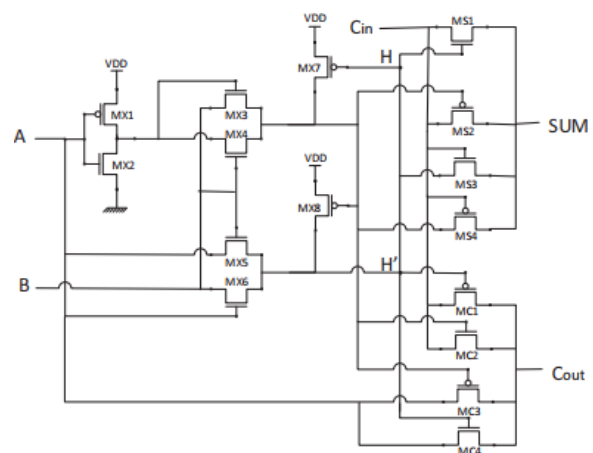 Cin
MS1
VDD
MX7
H
VDD
MX1
MX3
MS2
SUM
A
MX4
MX2
VDD
MS3
MX8
MS4
MX5
B
MX6
H'
MC1
MC2
Cout
MC3
MC4